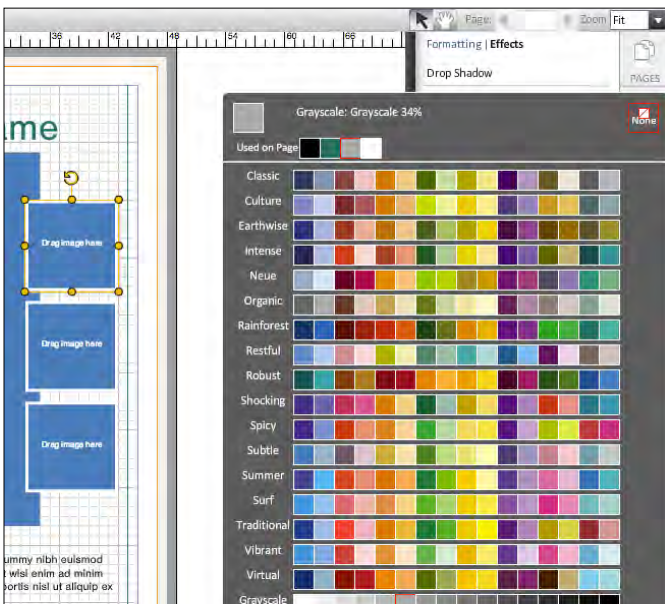 Page:
Zoom
Fit
36
42
48
54
60
66
Formatting | Effects
Drop Shadow
PAGES
ame
Grayscale: Grayscale 34%
None
Used on Page
Classic
Culture
Earthwise
Intense
Neue
Organic
Rainforest
Restful
Robust
Shocking
Spicy
Subtle
Summer
Surf
Traditional
Vibrant
Virtual
Grayscale
Drag image here
Drag image here
Drag image here
ummy nibh euismod
t wisi enim ad minim
bortis nisl ut aliquip ex